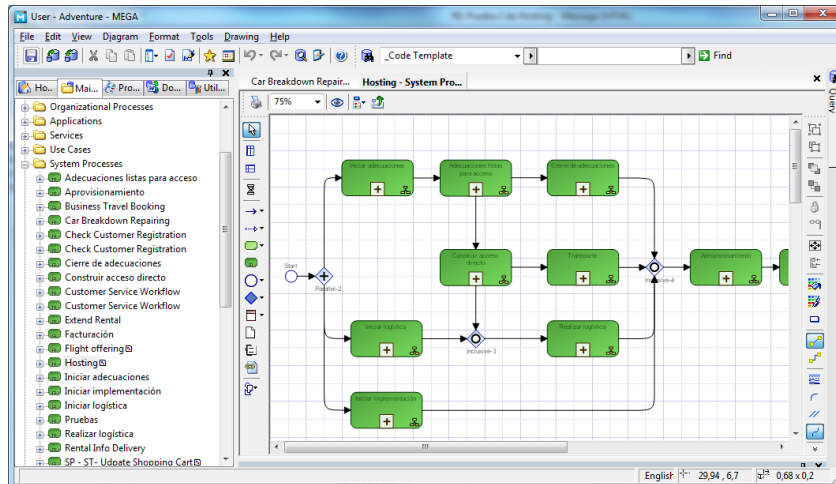 User - Adventure - MEGA
File Edit View Diagram Format Tools Drawing Help
_Code Template
Find
Ho... Mai... Pro... Do... Util...
Car Breakdown Repair... Hosting - System Pro...
75%
Query
Organizational Processes
Applications
Services
Use Cases
System Processes
Adecuaciones listas para acceso
Aprovisionamiento
Business Travel Booking
Car Breakdown Repairing
Check Customer Registration
Check Customer Registration
Cierre de adecuaciones
Construir acceso directo
Customer Service Workflow
Customer Service Workflow
Extend Rental
Facturación
Flight offering
Hosting
Iniciar adecuaciones
Iniciar implementación
Iniciar logística
Pruebas
Realizar logística
Rental Info Delivery
SP - ST- Udpate Shopping Cart
Iniciar adecuaciones
Adecuaciones listas
para acceso
Cierre de adecuaciones
Start
Parallel-2
Construir acceso
directo
Transporte
Inclusive-4
Aprovisionamiento
Iniciar logística
Inclusive-3
Realizar logística
Iniciar implementación
English 29,94 , 6,7 0,68 x 0,2